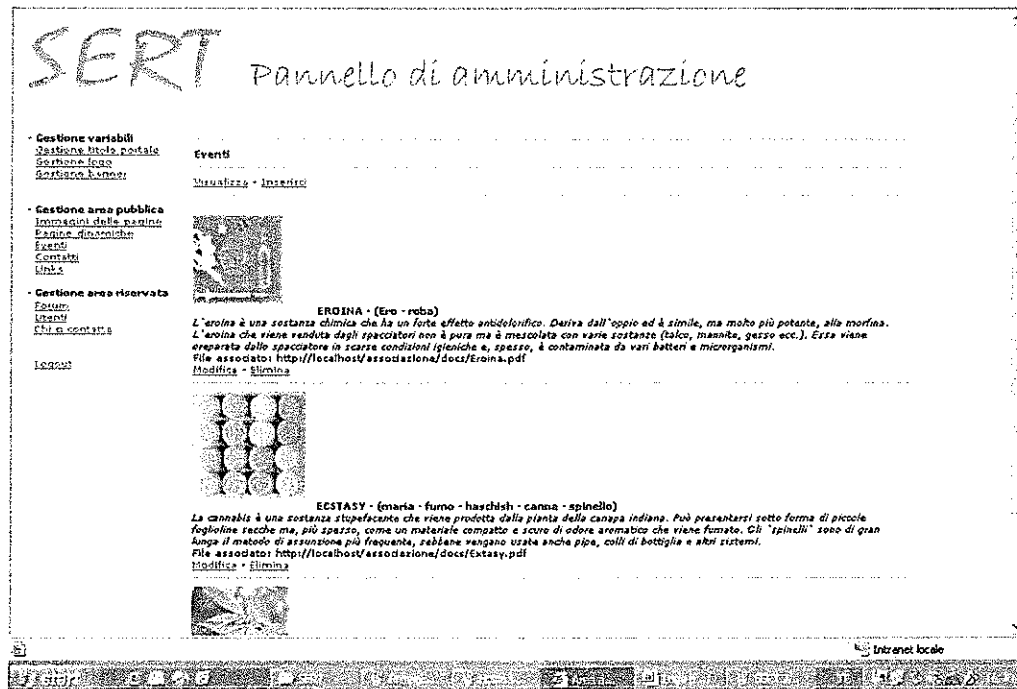 SERT Pannello di amministrazione
- Gestione variabili
Gestione titolo portale
Gestione logo
Gestione banner
- Gestione area pubblica
Immagini delle pagine
Pagine dinamiche
Eventi
Contatti
Links
- Gestione area riservata
Forum
Utenti
Chi ci contatta
Logout
Eventi
Visualizza - Inserisci
EROINA - (Ero - roba)
L'eroina è una sostanza chimica che ha un forte effetto antidolorifico. Deriva dall'oppio ed è simile, ma molto più potente, alla morfina.
L'eroina che viene venduta dagli spacciatori non è pura ma è mescolata con varie sostanze (talco, mannite, gesso ecc.). Essa viene
preparata dallo spacciatore in scarse condizioni igieniche e, spesso, è contaminata da vari batteri e microrganismi.
File associato: http://localhost/associazione/docs/Eroina.pdf
Modifica - Elimina
ECSTASY - (maria - fumo - haschish - canna - spinello)
La cannabis è una sostanza stupefacente che viene prodotta dalla pianta della canapa indiana. Può presentarsi sotto forma di piccole
foglioline secche ma, più spesso, come un materiale compatto e scuro di odore aromatico che viene fumato. Gli "spinelli" sono di gran
lunga il metodo di assunzione più frequente, sebbene vengano usate anche pipe, colli di bottiglia e altri sistemi.
File associato: http://localhost/associazione/docs/Extasy.pdf
Modifica - Elimina
Intranet locale
start